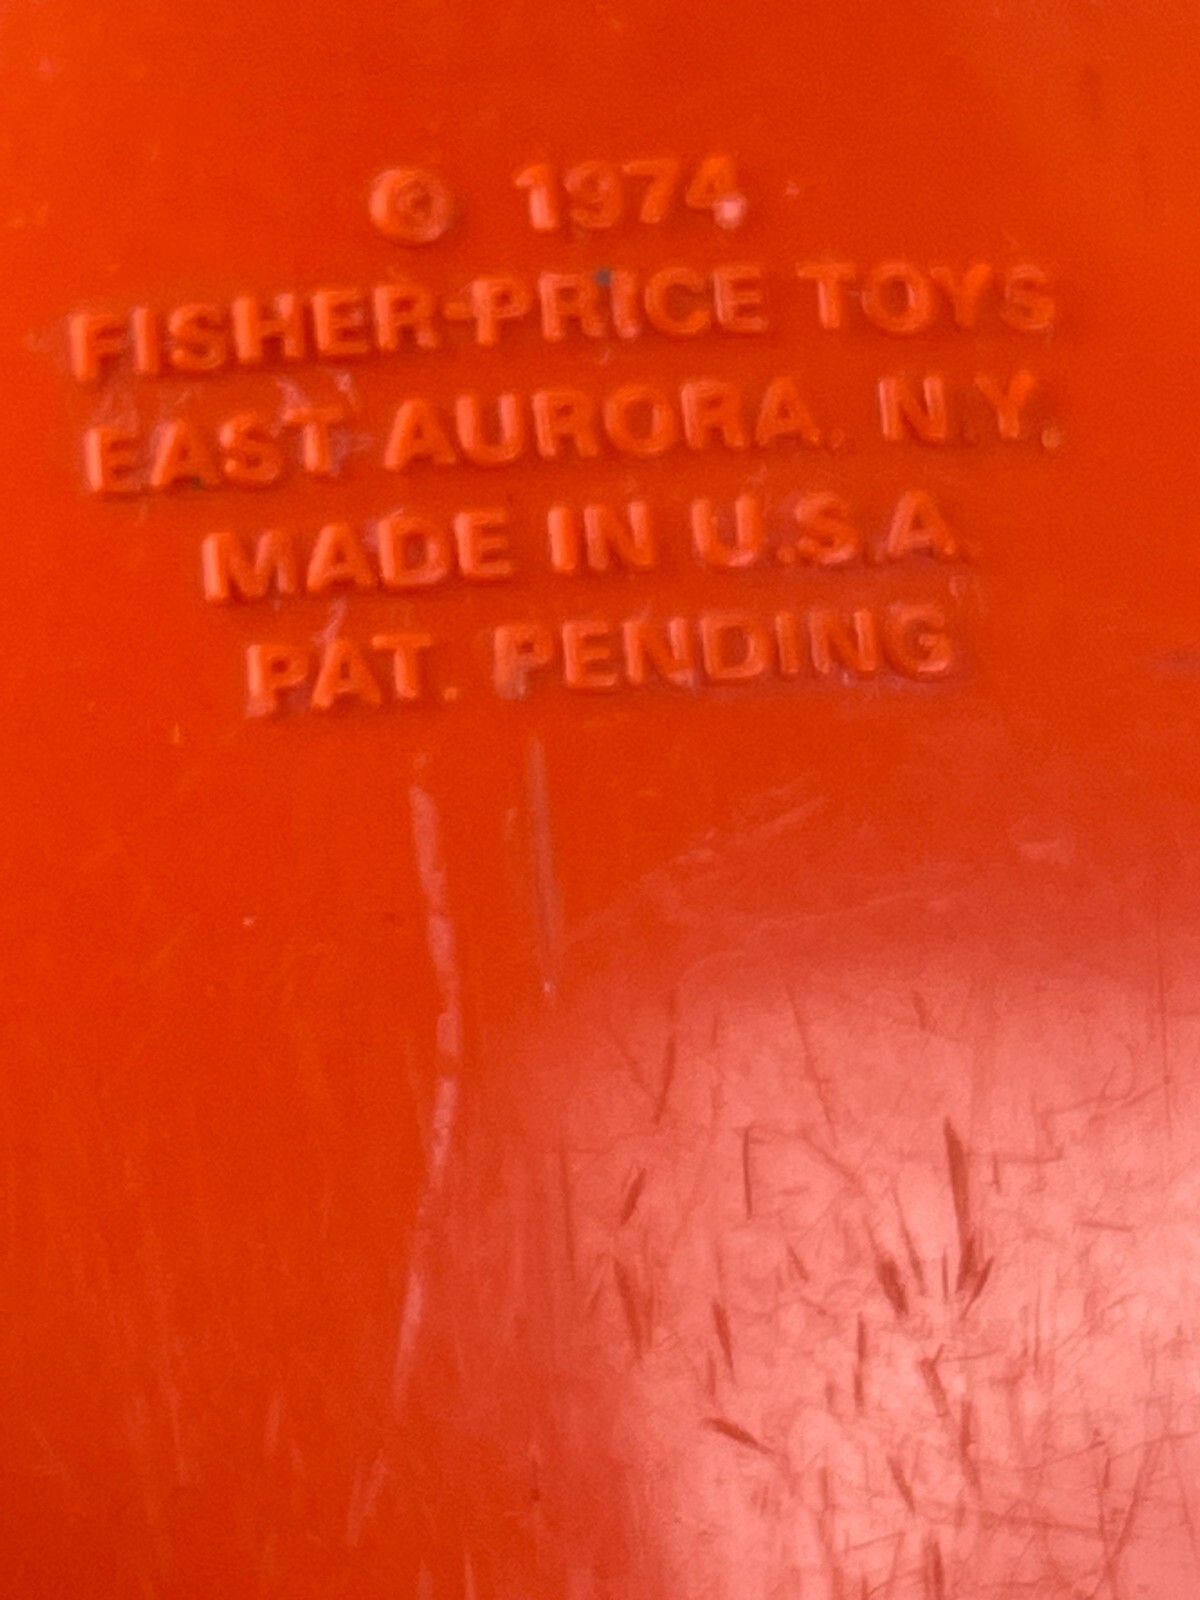 © 1974
FISHER-PRICE TOYS
EAST AURORA, N.Y.
MADE IN U.S.A.
PAT. PENDING